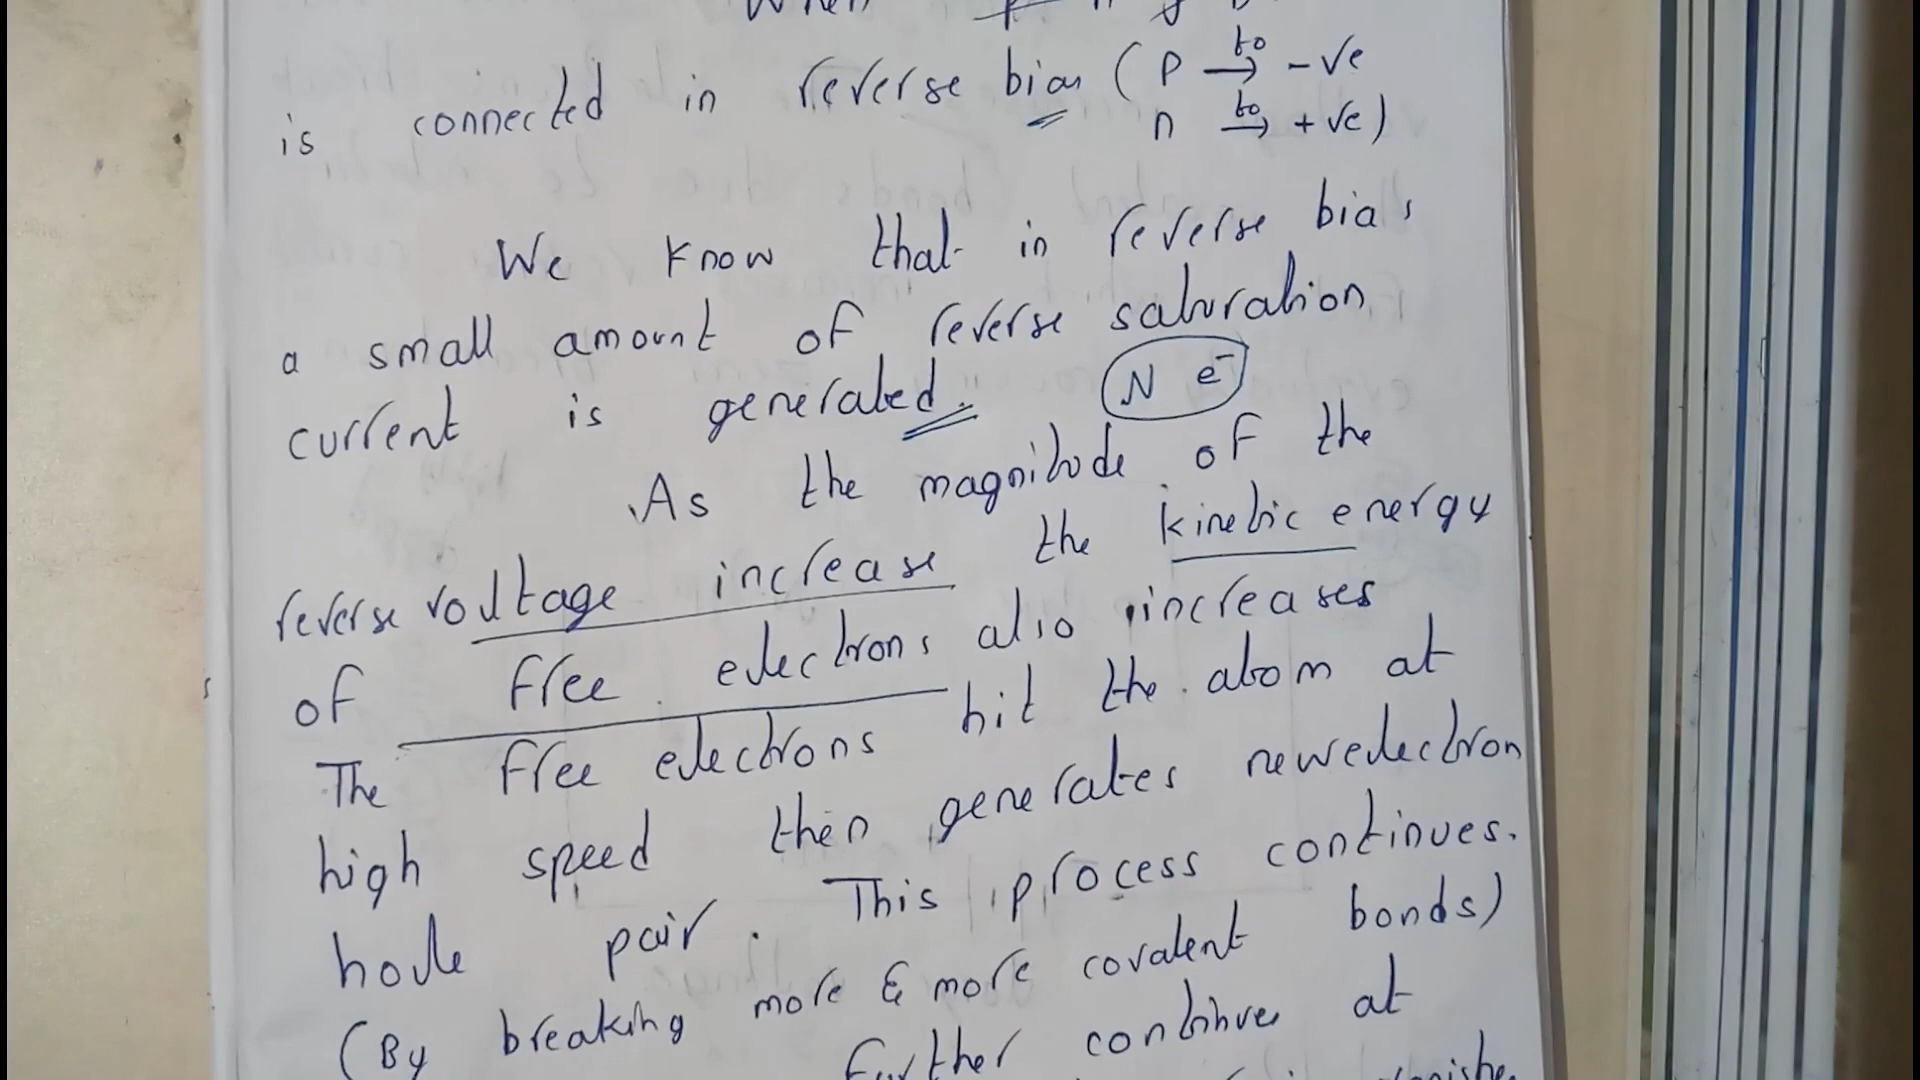 When
is connected in reverse bias ( p to → -ve
n to → +ve )
We know that in reverse bias
a small amount of reverse saturation
current is generated. N e⁻
As the magnitude of the
reverse voltage increase the kinetic energy
of free electrons also increases
The free electrons hit the atom at
high speed then generates new electron
hole pair. This process continues.
(By breaking more & more covalent bonds)
Further continues at